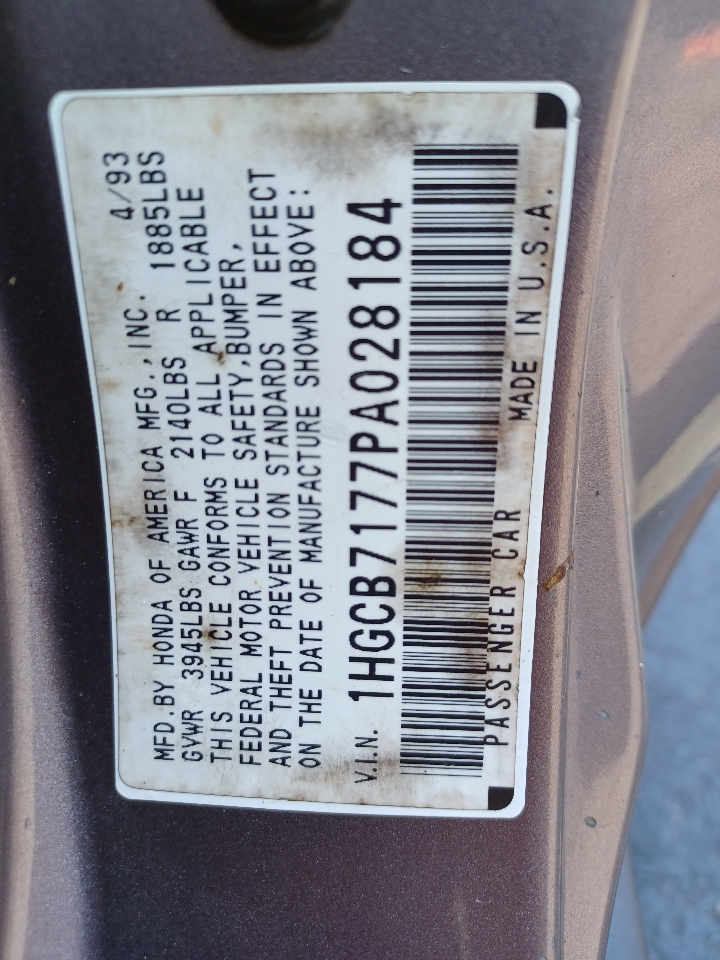 MFD.BY HONDA OF AMERICA MFG.,INC. 4/93
GVWR 3945LBS GAWR F 2140LBS R 1885LBS
THIS VEHICLE CONFORMS TO ALL APPLICABLE
FEDERAL MOTOR VEHICLE SAFETY,BUMPER,
AND THEFT PREVENTION STANDARDS IN EFFECT
ON THE DATE OF MANUFACTURE SHOWN ABOVE:
V.I.N. 1HGCB7177PA028184
PASSENGER CAR MADE IN U.S.A.